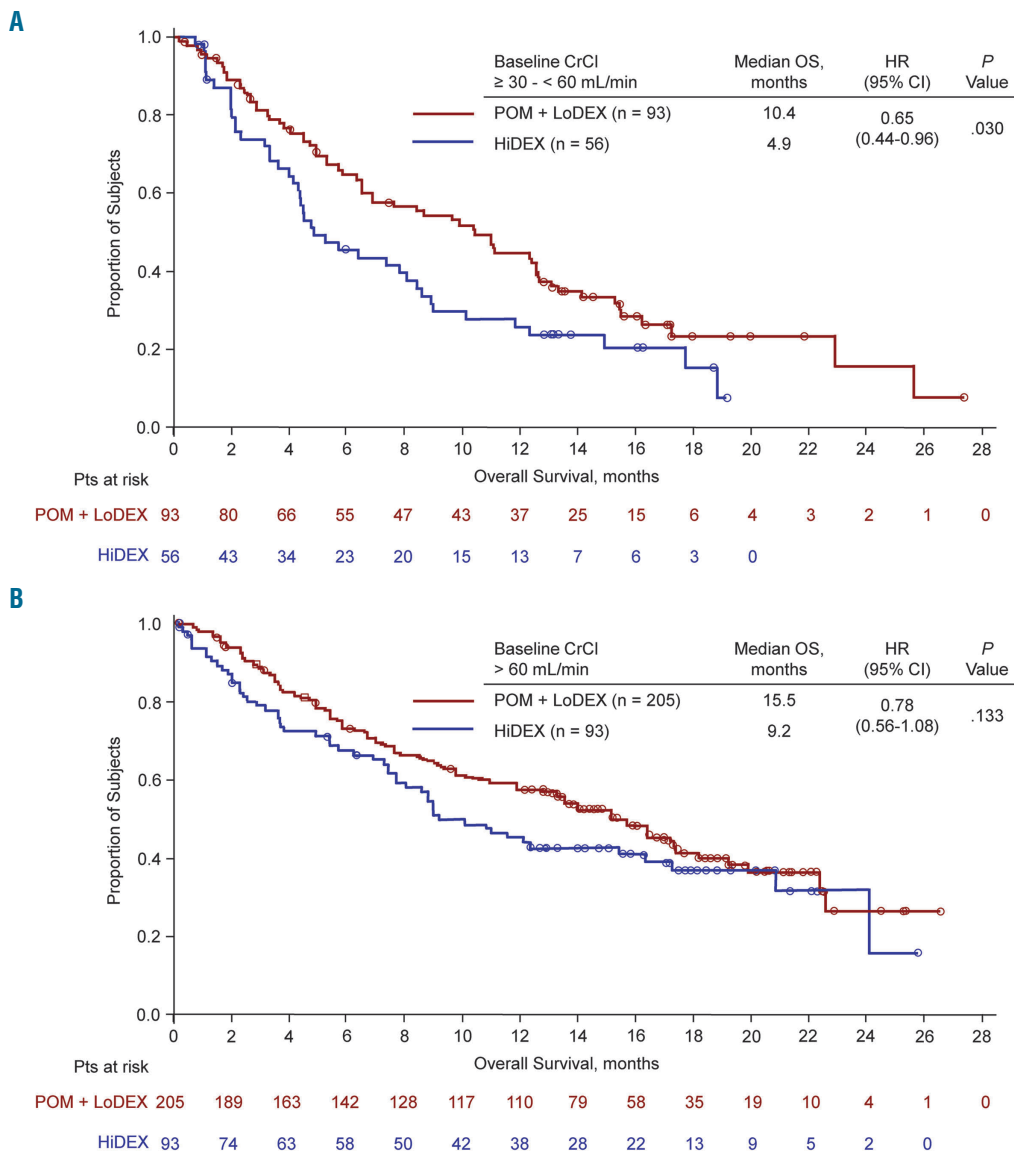 A
Baseline CrCl Median OS, HR P
≥ 30 - < 60 mL/min months (95% CI) Value
POM + LoDEX (n = 93) 10.4 0.65 .030
HiDEX (n = 56) 4.9 (0.44-0.96)
Proportion of Subjects
1.0
0.8
0.6
0.4
0.2
0.0
0 2 4 6 8 10 12 14 16 18 20 22 24 26 28
Pts at risk
Overall Survival, months
POM + LoDEX 93 80 66 55 47 43 37 25 15 6 4 3 2 1 0
HiDEX 56 43 34 23 20 15 13 7 6 3 0
B
Baseline CrCl Median OS, HR P
> 60 mL/min months (95% CI) Value
POM + LoDEX (n = 205) 15.5 0.78 .133
HiDEX (n = 93) 9.2 (0.56-1.08)
Proportion of Subjects
1.0
0.8
0.6
0.4
0.2
0.0
0 2 4 6 8 10 12 14 16 18 20 22 24 26 28
Overall Survival, months
Pts at risk
POM + LoDEX 205 189 163 142 128 117 110 79 58 35 19 10 4 1 0
HiDEX 93 74 63 58 50 42 38 28 22 13 9 5 2 0